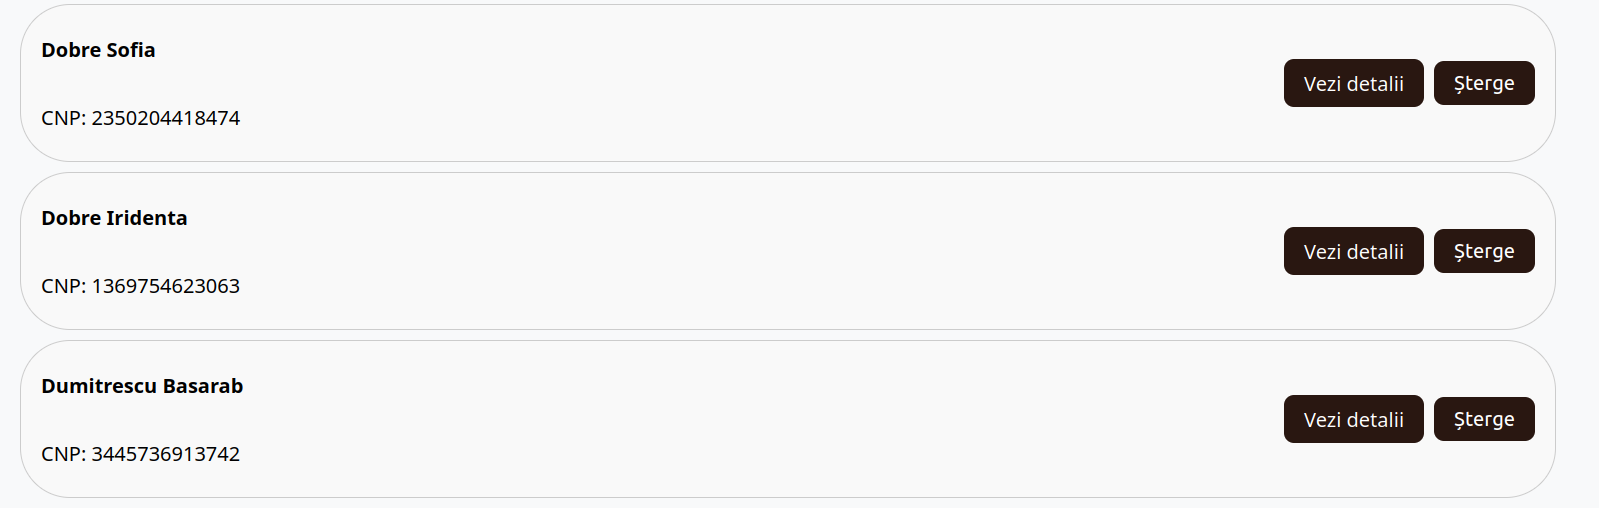 Dobre Sofia
Vezi detalii Șterge
CNP: 2350204418474
Dobre Iridenta
Vezi detalii Șterge
CNP: 1369754623063
Dumitrescu Basarab
Vezi detalii Șterge
CNP: 3445736913742